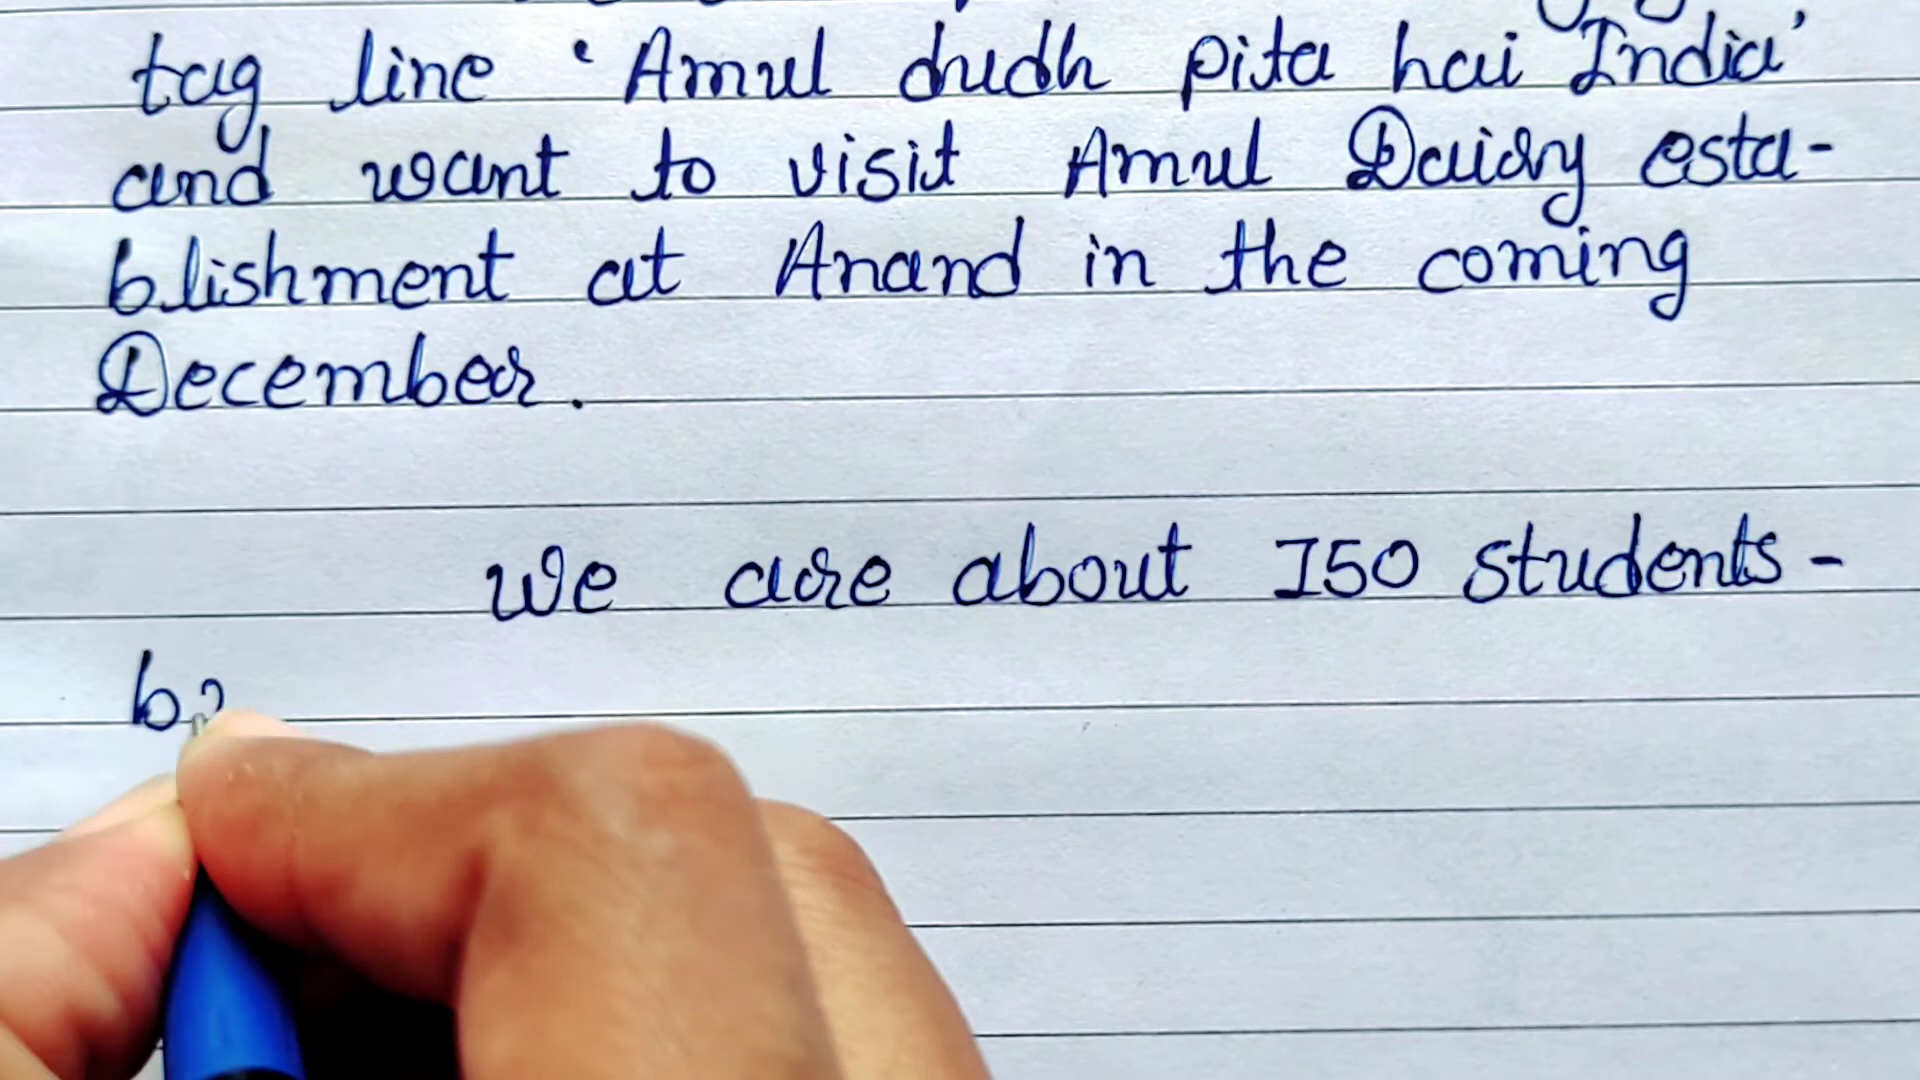 tag line 'Amul dudh pita hai India'
and want to visit Amul Dairy esta-
blishment at Anand in the coming
December.
We are about 150 students -